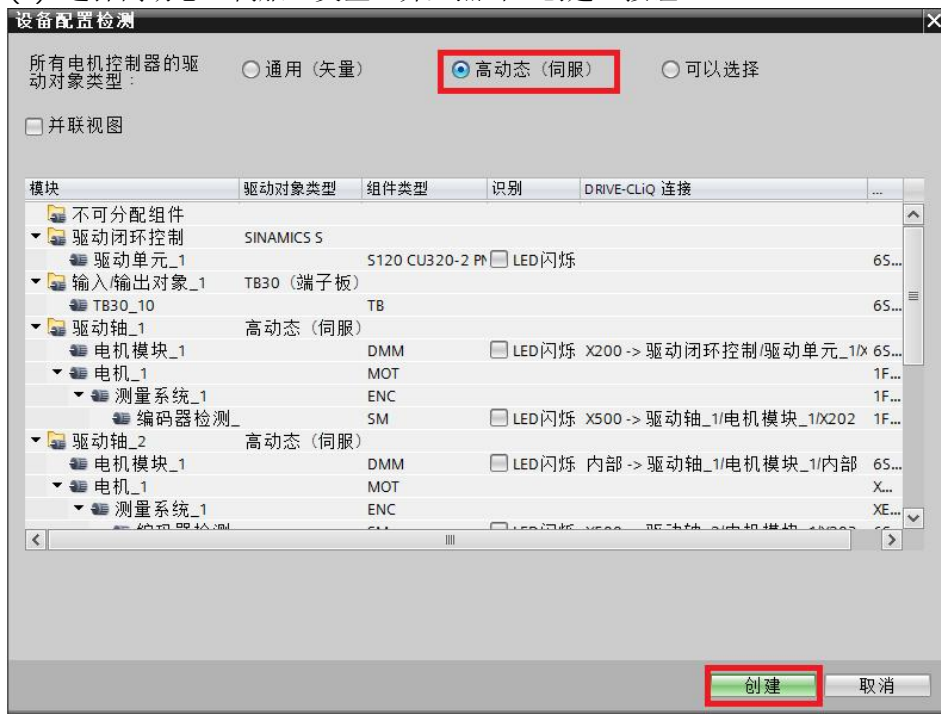 设备配置检测
所有电机控制器的驱
动对象类型：
通用（矢量）
高动态（伺服）
可以选择
并联视图
模块 驱动对象类型 组件类型 识别 DRIVE-CLiQ 连接 ...
不可分配组件
驱动闭环控制 SINAMICS S
驱动单元_1 S120 CU320-2 PN LED闪烁 6S...
输入/输出对象_1 TB30（端子板）
TB30_10 TB 6S...
驱动轴_1 高动态（伺服）
电机模块_1 DMM LED闪烁 X200 -> 驱动闭环控制/驱动单元_1/X 6S...
电机_1 MOT 1F...
测量系统_1 ENC 1F...
编码器检测_ SM LED闪烁 X500 -> 驱动轴_1/电机模块_1/X202 1F...
驱动轴_2 高动态（伺服）
电机模块_1 DMM LED闪烁 内部 -> 驱动轴_1/电机模块_1/内部 6S...
电机_1 MOT X...
测量系统_1 ENC XE...
创建 取消